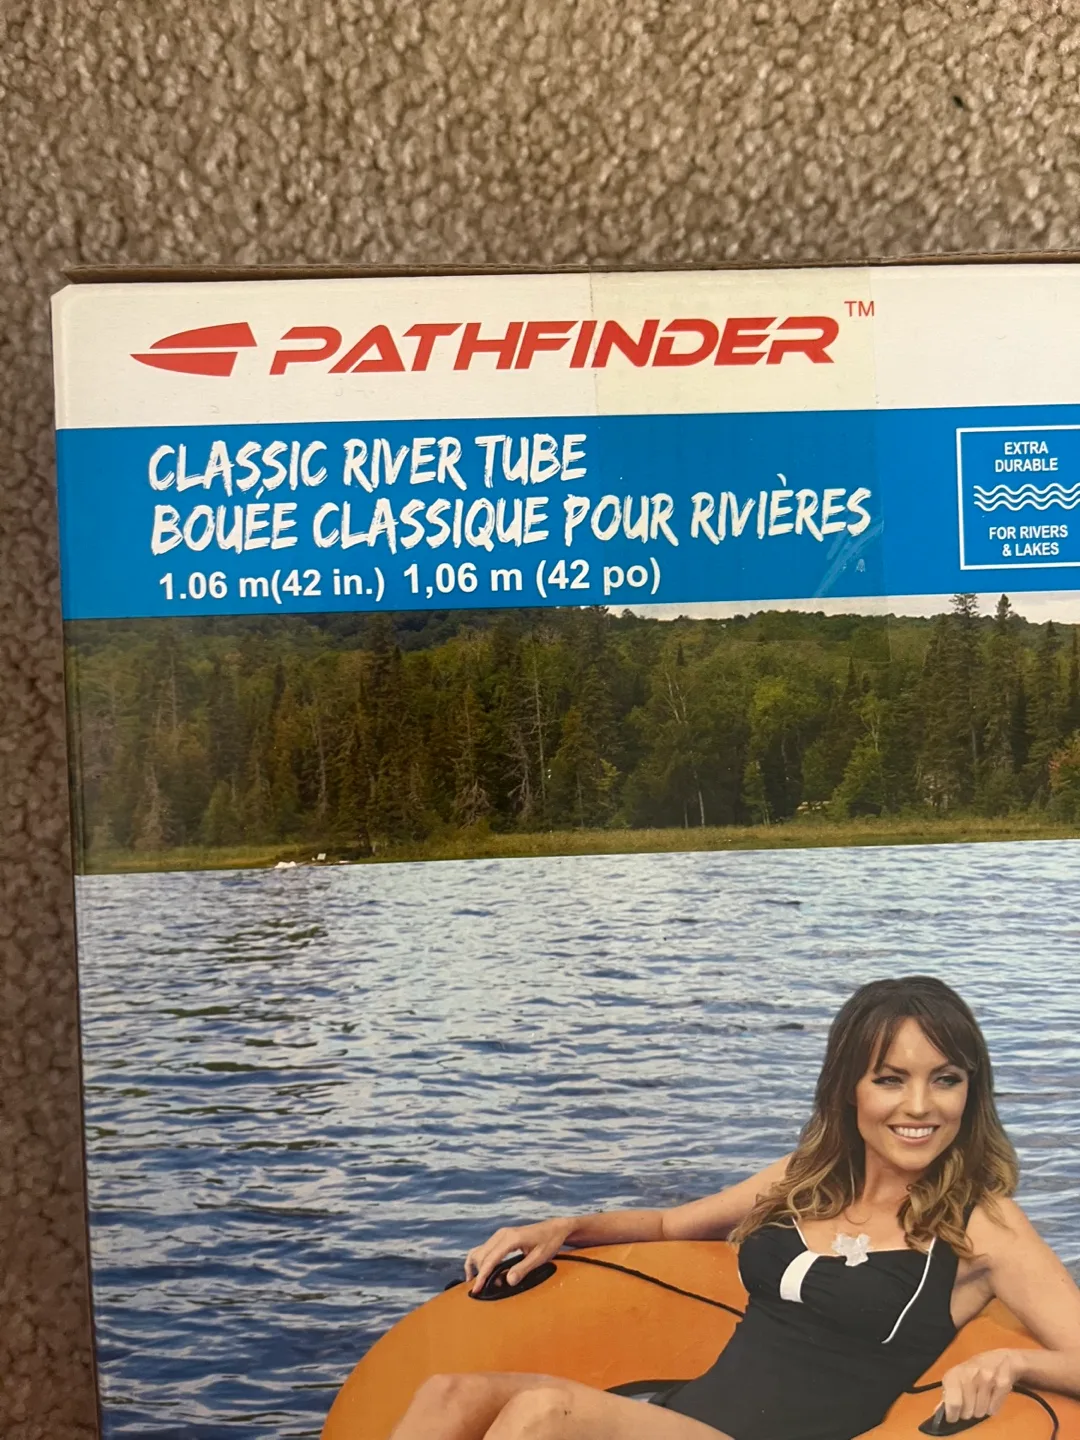 PATHFINDER™
CLASSIC RIVER TUBE
BOUÉE CLASSIQUE POUR RIVIÈRES
1.06 m(42 in.) 1,06 m (42 po)
EXTRA
DURABLE
FOR RIVERS
& LAKES